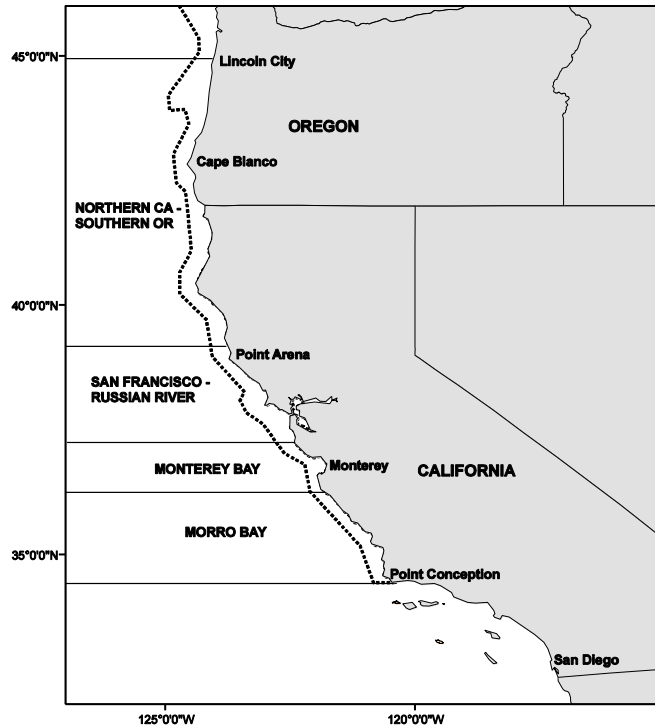 45°0'0"N
Lincoln City
OREGON
Cape Blanco
NORTHERN CA -
SOUTHERN OR
40°0'0"N
Point Arena
SAN FRANCISCO -
RUSSIAN RIVER
Monterey
MONTEREY BAY
CALIFORNIA
MORRO BAY
35°0'0"N
Point Conception
San Diego
125°0'0"W
120°0'0"W